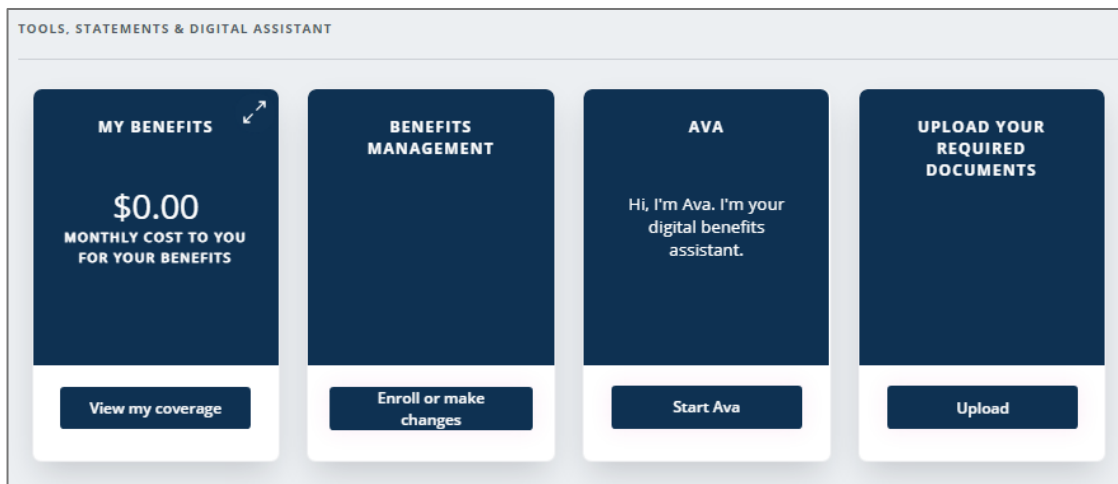 TOOLS, STATEMENTS & DIGITAL ASSISTANT
MY BENEFITS
$0.00
MONTHLY COST TO YOU
FOR YOUR BENEFITS
View my coverage
BENEFITS
MANAGEMENT
Enroll or make
changes
AVA
Hi, I'm Ava. I'm your
digital benefits
assistant.
Start Ava
UPLOAD YOUR
REQUIRED
DOCUMENTS
Upload